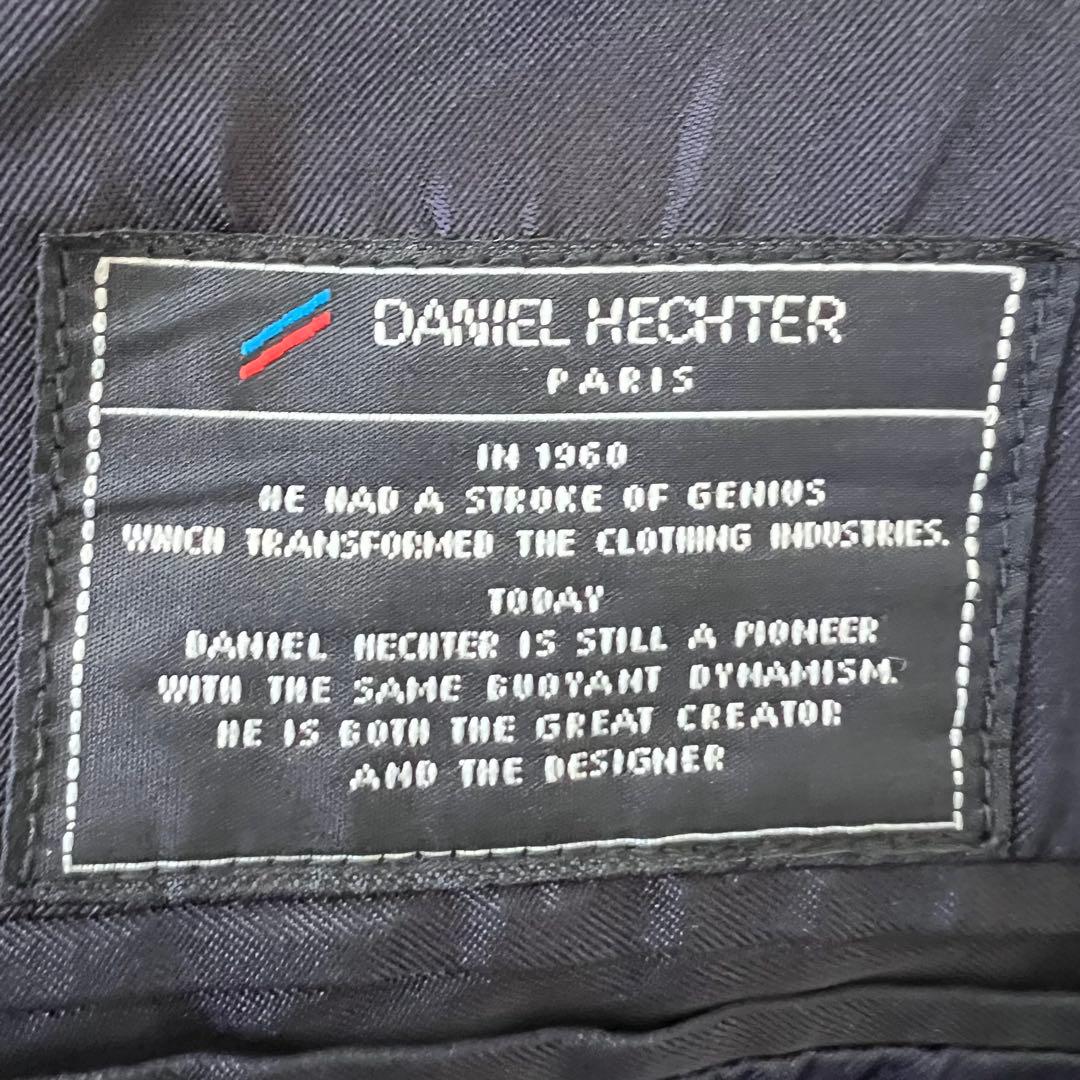 DANIEL HECHTER
PARIS
IN 1960
HE HAD A STROKE OF GENIUS
WHICH TRANSFORMED THE CLOTHING INDUSTRIES.
TODAY
DANIEL HECHTER IS STILL A PIONEER
WITH THE SAME BUOYANT DYNAMISM.
HE IS BOTH THE GREAT CREATOR
AND THE DESIGNER